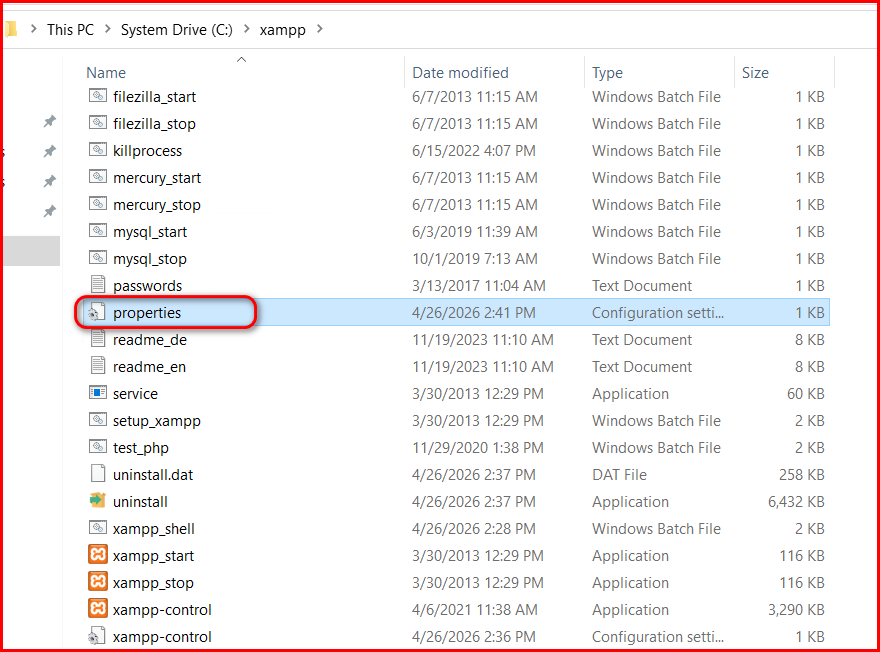 This PC > System Drive (C:) > xampp >
Name Date modified Type Size
filezilla_start 6/7/2013 11:15 AM Windows Batch File 1 KB
filezilla_stop 6/7/2013 11:15 AM Windows Batch File 1 KB
killprocess 6/15/2022 4:07 PM Windows Batch File 1 KB
mercury_start 6/7/2013 11:15 AM Windows Batch File 1 KB
mercury_stop 6/7/2013 11:15 AM Windows Batch File 1 KB
mysql_start 6/3/2019 11:39 AM Windows Batch File 1 KB
mysql_stop 10/1/2019 7:13 AM Windows Batch File 1 KB
passwords 3/13/2017 11:04 AM Text Document 1 KB
properties 4/26/2026 2:41 PM Configuration setti... 1 KB
readme_de 11/19/2023 11:10 AM Text Document 8 KB
readme_en 11/19/2023 11:10 AM Text Document 8 KB
service 3/30/2013 12:29 PM Application 60 KB
setup_xampp 3/30/2013 12:29 PM Windows Batch File 2 KB
test_php 11/29/2020 1:38 PM Windows Batch File 2 KB
uninstall.dat 4/26/2026 2:37 PM DAT File 258 KB
uninstall 4/26/2026 2:37 PM Application 6,432 KB
xampp_shell 4/26/2026 2:28 PM Windows Batch File 2 KB
xampp_start 3/30/2013 12:29 PM Application 116 KB
xampp_stop 3/30/2013 12:29 PM Application 116 KB
xampp-control 4/6/2021 11:38 AM Application 3,290 KB
xampp-control 4/26/2026 2:36 PM Configuration setti... 1 KB